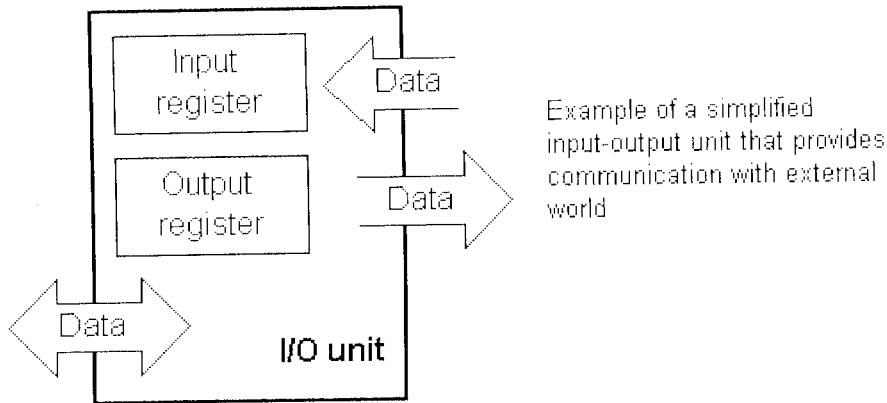 Input
register
Data
Output
register
Data
Data
I/O unit
Example of a simplified
input-output unit that provides
communication with external
world